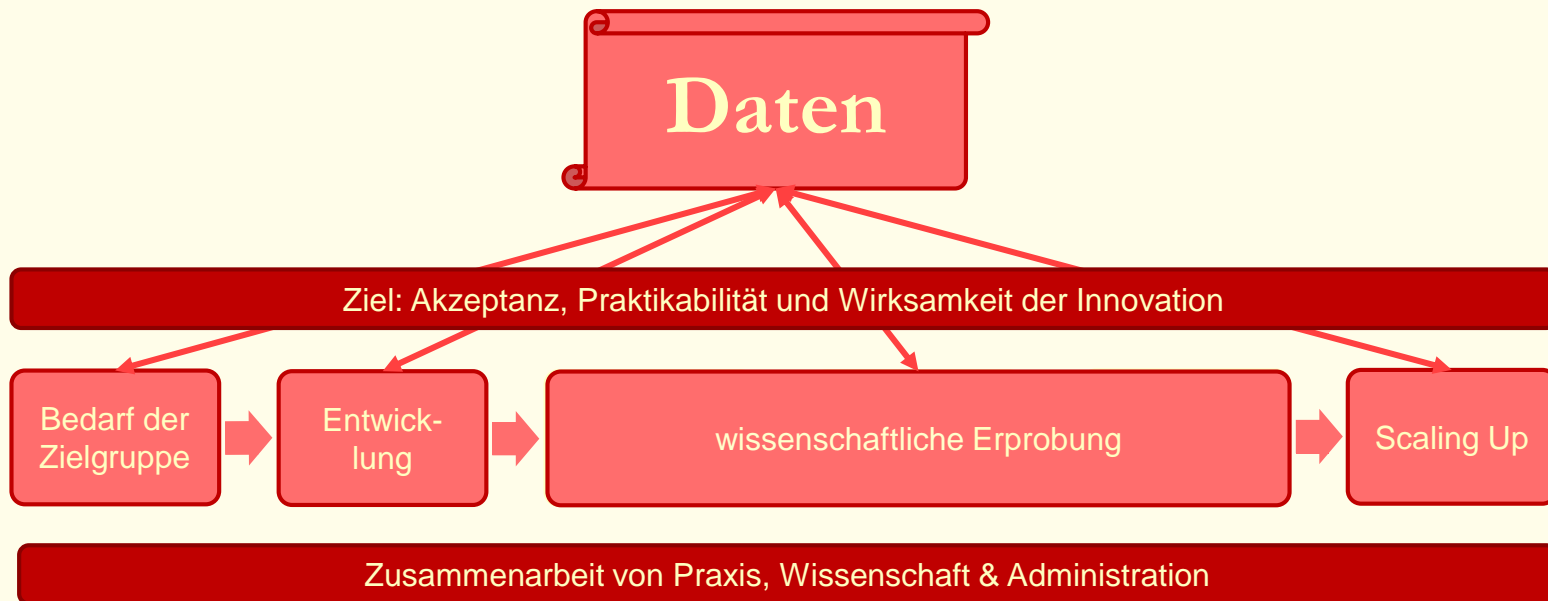 Daten
Ziel: Akzeptanz, Praktikabilität und Wirksamkeit der Innovation
Bedarf der
Zielgruppe
Entwick-
lung
wissenschaftliche Erprobung
Scaling Up
Zusammenarbeit von Praxis, Wissenschaft & Administration